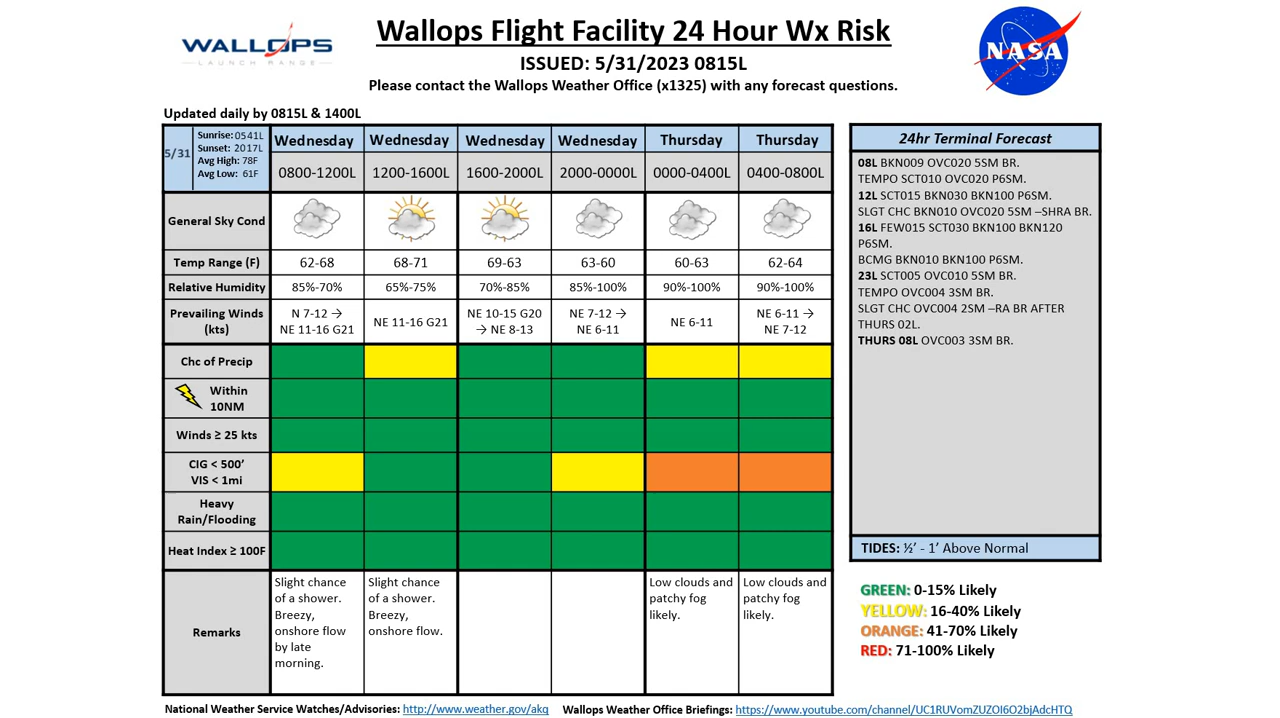 WALLOPS
LAUNCH RANGE
Wallops Flight Facility 24 Hour Wx Risk
ISSUED: 5/31/2023 0815L
Please contact the Wallops Weather Office (x1325) with any forecast questions.
NASA
Updated daily by 0815L & 1400L
5/31
Sunrise: 0541L
Sunset: 2017L
Avg High: 78F
Avg Low: 61F
Wednesday Wednesday Wednesday Wednesday Thursday Thursday
0800-1200L 1200-1600L 1600-2000L 2000-0000L 0000-0400L 0400-0800L
General Sky Cond
Temp Range (F) 62-68 68-71 69-63 63-60 60-63 62-64
Relative Humidity 85%-70% 65%-75% 70%-85% 85%-100% 90%-100% 90%-100%
Prevailing Winds
(kts)
N 7-12 →
NE 11-16 G21
NE 11-16 G21
NE 10-15 G20
→ NE 8-13
NE 7-12 →
NE 6-11
NE 6-11
NE 6-11 →
NE 7-12
Chc of Precip
Within
10NM
Winds ≥ 25 kts
CIG < 500’
VIS < 1mi
Heavy
Rain/Flooding
Heat Index ≥ 100F
Remarks
Slight chance
of a shower.
Breezy,
onshore flow
by late
morning.
Slight chance
of a shower.
Breezy,
onshore flow.
Low clouds and
patchy fog
likely.
Low clouds and
patchy fog
likely.
24hr Terminal Forecast
08L BKN009 OVC020 5SM BR.
TEMPO SCT010 OVC020 P6SM.
12L SCT015 BKN030 BKN100 P6SM.
SLGT CHC BKN010 OVC020 5SM –SHRA BR.
16L FEW015 SCT030 BKN100 BKN120
P6SM.
BCMG BKN010 BKN100 P6SM.
23L SCT005 OVC010 5SM BR.
TEMPO OVC004 3SM BR.
SLGT CHC OVC004 2SM –RA BR AFTER
THURS 02L.
THURS 08L OVC003 3SM BR.
TIDES: ½’ - 1’ Above Normal
GREEN: 0-15% Likely
YELLOW: 16-40% Likely
ORANGE: 41-70% Likely
RED: 71-100% Likely
National Weather Service Watches/Advisories: http://www.weather.gov/akq Wallops Weather Office Briefings: https://www.youtube.com/channel/UC1RUVomZUZOI6O2bjAdcHTQ